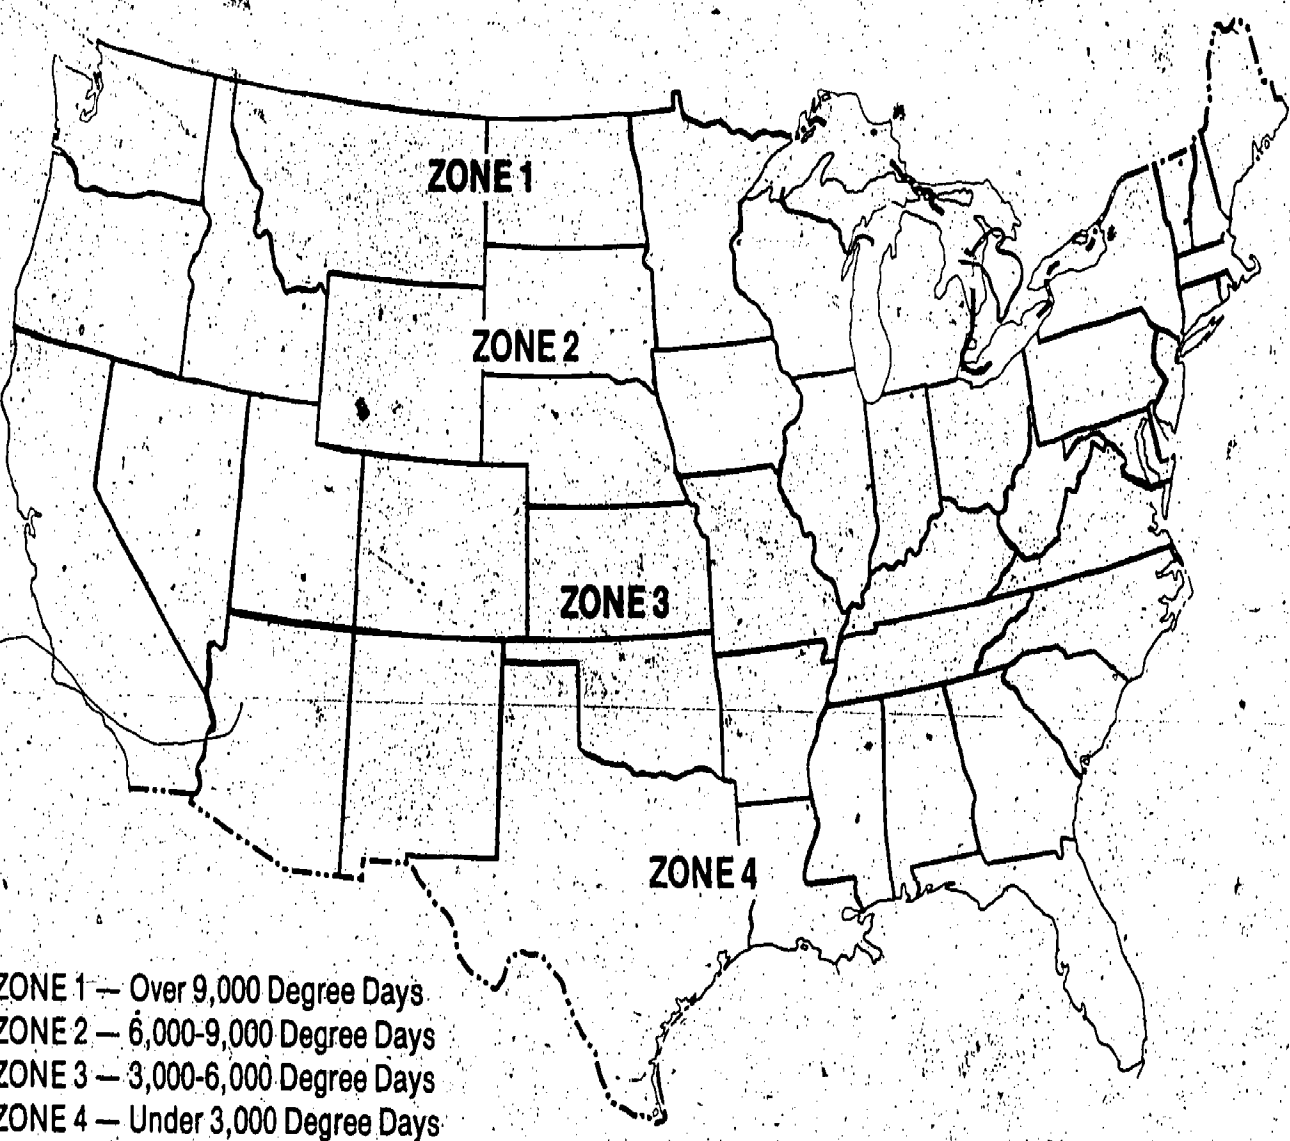 ZONE 1
ZONE 2
ZONE 3
ZONE 4
ZONE 1 — Over 9,000 Degree Days
ZONE 2 — 6,000-9,000 Degree Days
ZONE 3 — 3,000-6,000 Degree Days
ZONE 4 — Under 3,000 Degree Days